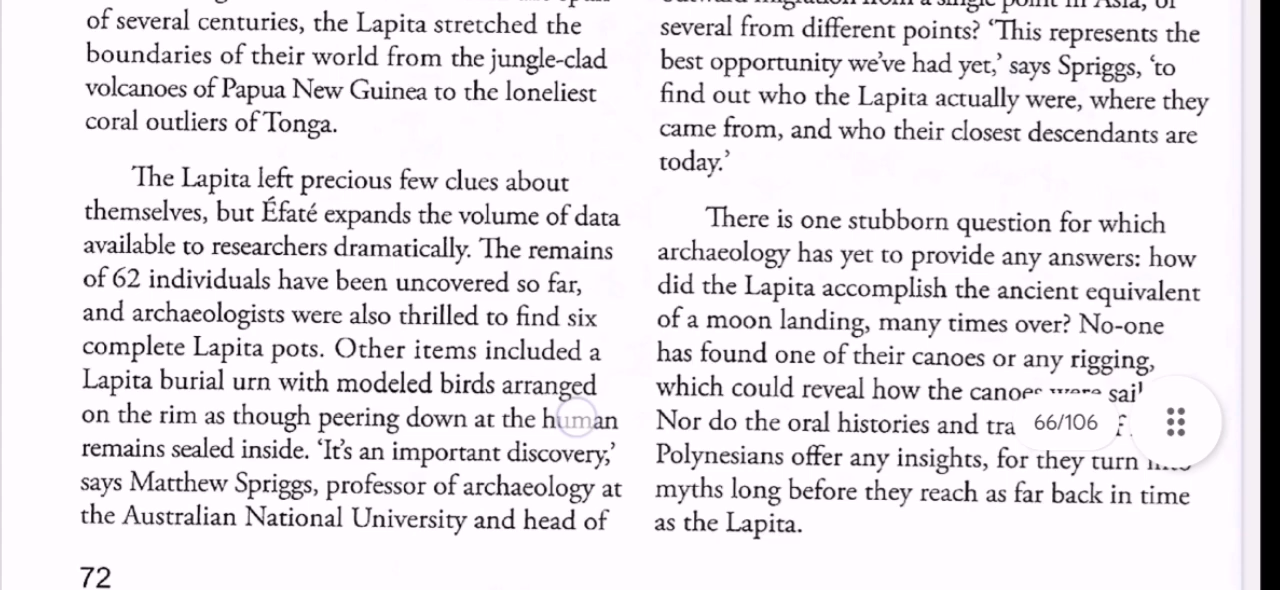 of several centuries, the Lapita stretched the
boundaries of their world from the jungle-clad
volcanoes of Papua New Guinea to the loneliest
coral outliers of Tonga.
The Lapita left precious few clues about
themselves, but Éfaté expands the volume of data
available to researchers dramatically. The remains
of 62 individuals have been uncovered so far,
and archaeologists were also thrilled to find six
complete Lapita pots. Other items included a
Lapita burial urn with modeled birds arranged
on the rim as though peering down at the human
remains sealed inside. ‘It’s an important discovery,’
says Matthew Spriggs, professor of archaeology at
the Australian National University and head of
72
several from different points? ‘This represents the
best opportunity we’ve had yet,’ says Spriggs, ‘to
find out who the Lapita actually were, where they
came from, and who their closest descendants are
today.’
There is one stubborn question for which
archaeology has yet to provide any answers: how
did the Lapita accomplish the ancient equivalent
of a moon landing, many times over? No-one
has found one of their canoes or any rigging,
which could reveal how the canoes were
Nor do the oral histories and
Polynesians offer any insights, for they turn
myths long before they reach as far back in time
as the Lapita.
66/106